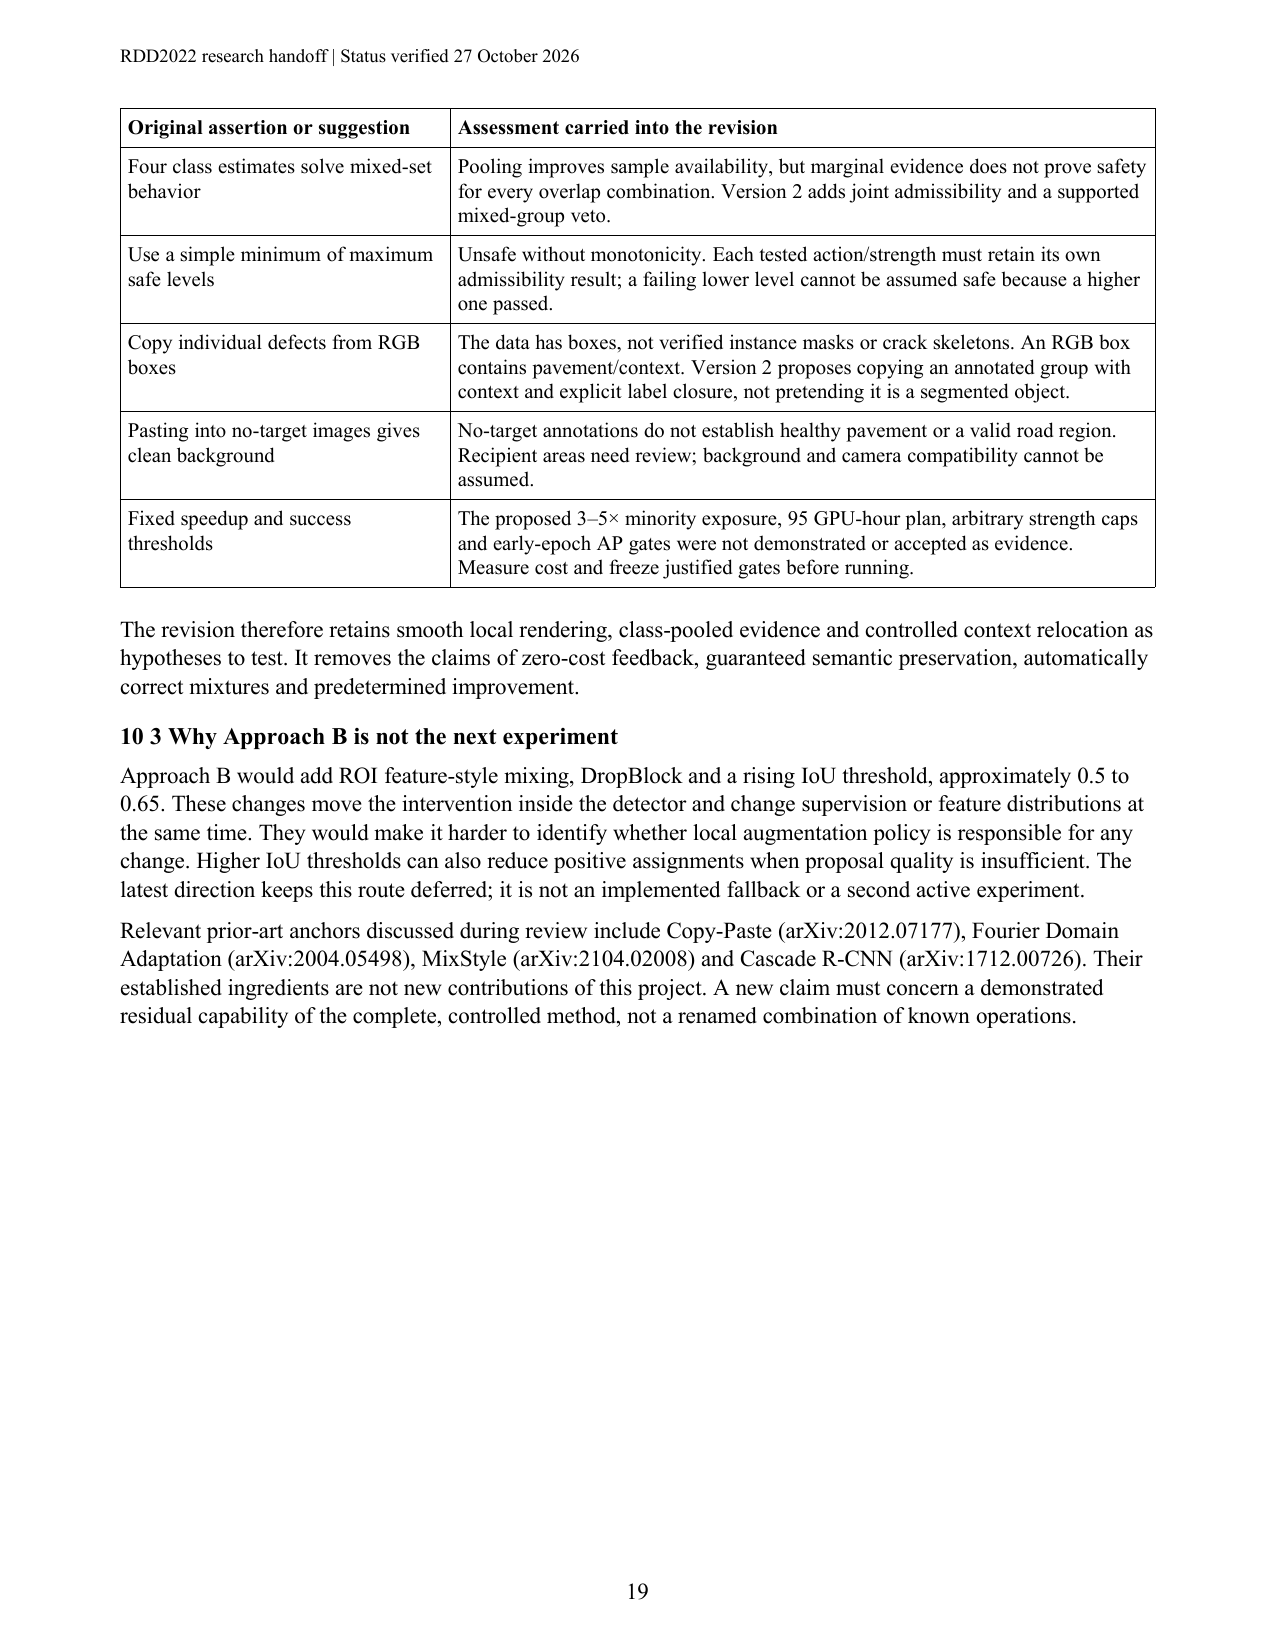 RDD2022 research handoff | Status verified 27 October 2026
Original assertion or suggestion
Assessment carried into the revision
Four class estimates solve mixed-set
behavior
Pooling improves sample availability, but marginal evidence does not prove safety
for every overlap combination. Version 2 adds joint admissibility and a supported
mixed-group veto.
Use a simple minimum of maximum
safe levels
Unsafe without monotonicity. Each tested action/strength must retain its own
admissibility result; a failing lower level cannot be assumed safe because a higher
one passed.
Copy individual defects from RGB
boxes
The data has boxes, not verified instance masks or crack skeletons. An RGB box
contains pavement/context. Version 2 proposes copying an annotated group with
context and explicit label closure, not pretending it is a segmented object.
Pasting into no-target images gives
clean background
No-target annotations do not establish healthy pavement or a valid road region.
Recipient areas need review; background and camera compatibility cannot be
assumed.
Fixed speedup and success
thresholds
The proposed 3–5× minority exposure, 95 GPU-hour plan, arbitrary strength caps
and early-epoch AP gates were not demonstrated or accepted as evidence.
Measure cost and freeze justified gates before running.
The revision therefore retains smooth local rendering, class-pooled evidence and controlled context relocation as
hypotheses to test. It removes the claims of zero-cost feedback, guaranteed semantic preservation, automatically
correct mixtures and predetermined improvement.
10 3 Why Approach B is not the next experiment
Approach B would add ROI feature-style mixing, DropBlock and a rising IoU threshold, approximately 0.5 to
0.65. These changes move the intervention inside the detector and change supervision or feature distributions at
the same time. They would make it harder to identify whether local augmentation policy is responsible for any
change. Higher IoU thresholds can also reduce positive assignments when proposal quality is insufficient. The
latest direction keeps this route deferred; it is not an implemented fallback or a second active experiment.
Relevant prior-art anchors discussed during review include Copy-Paste (arXiv:2012.07177), Fourier Domain
Adaptation (arXiv:2004.05498), MixStyle (arXiv:2104.02008) and Cascade R-CNN (arXiv:1712.00726). Their
established ingredients are not new contributions of this project. A new claim must concern a demonstrated
residual capability of the complete, controlled method, not a renamed combination of known operations.
19